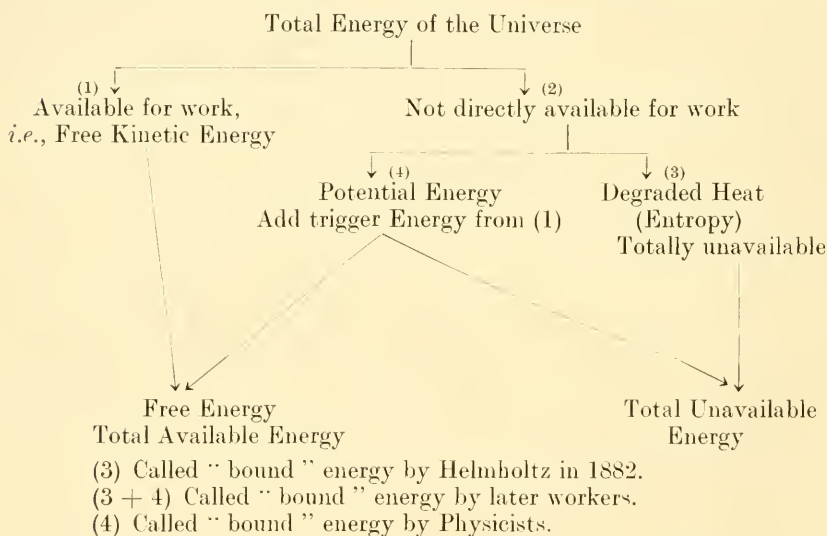 Total Energy of the Universe
(1) (2)
Available for work, Not directly available for work
i.e., Free Kinetic Energy
(4) (3)
Potential Energy Degraded Heat
Add trigger Energy from (1) (Entropy)
Totally unavailable
Free Energy Total Unavailable
Total Available Energy Energy
(3) Called “ bound ” energy by Helmholtz in 1882.
(3 + 4) Called “ bound ” energy by later workers.
(4) Called “ bound ” energy by Physicists.